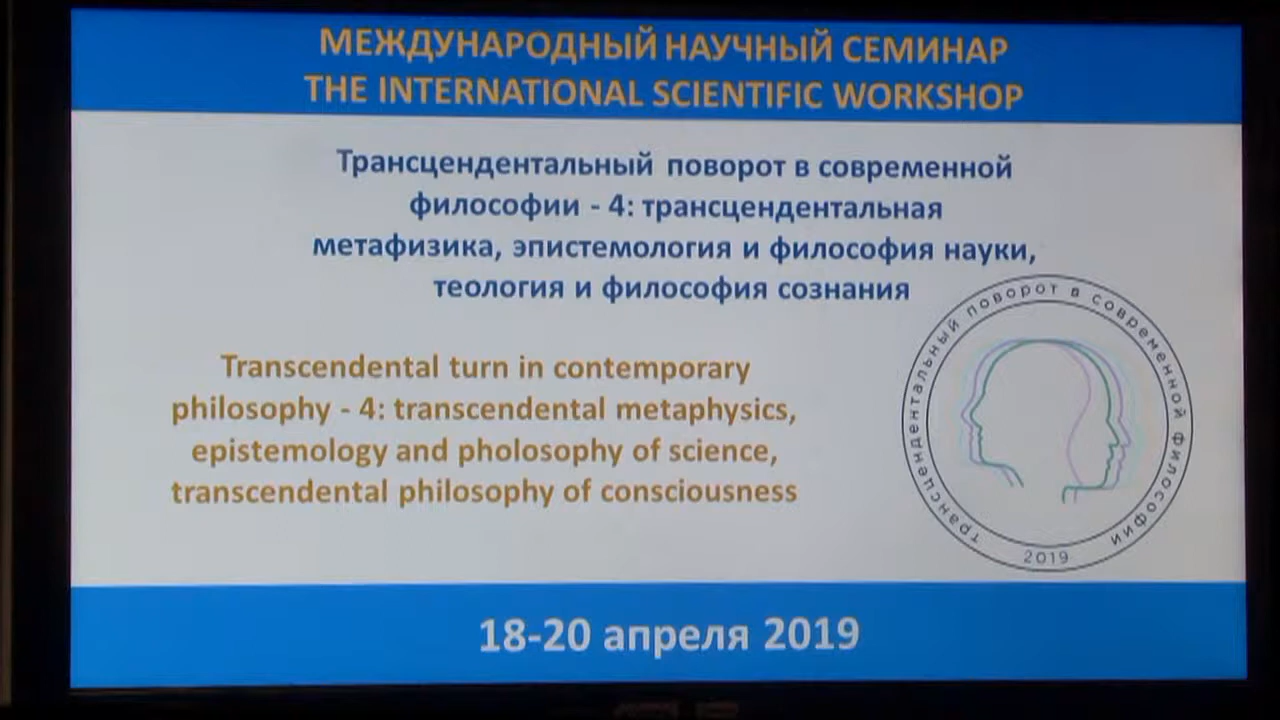 МЕЖДУНАРОДНЫЙ НАУЧНЫЙ СЕМИНАР
THE INTERNATIONAL SCIENTIFIC WORKSHOP
Трансцендентальный поворот в современной
философии - 4: трансцендентальная
метафизика, эпистемология и философия науки,
теология и философия сознания
Transcendental turn in contemporary
philosophy - 4: transcendental metaphysics,
epistemology and pholosophy of science,
transcendental philosophy of consciousness
трансцендентальный поворот в современной философии
2019
18-20 апреля 2019